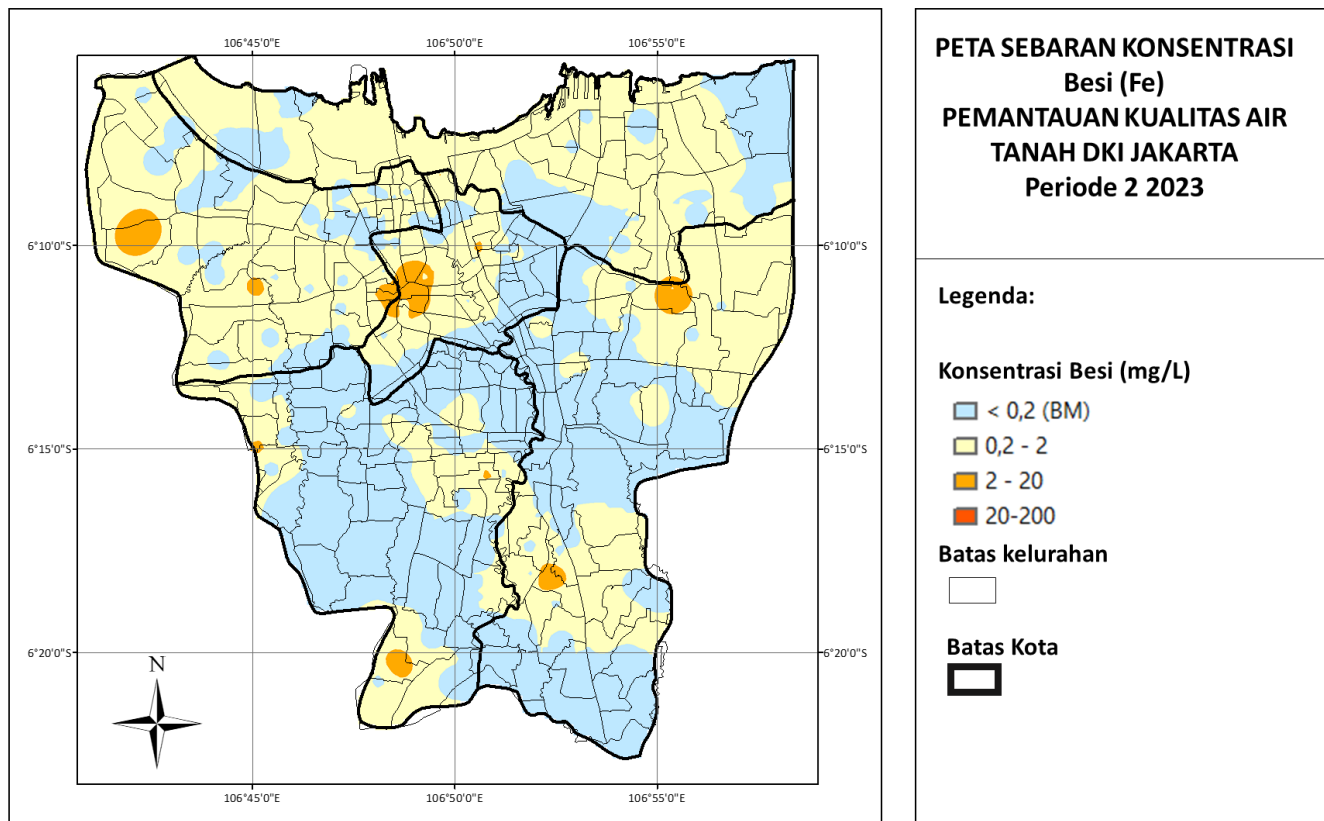 106°45'0"E 106°50'0"E 106°55'0"E
6°10'0"S 6°10'0"S
6°15'0"S 6°15'0"S
6°20'0"S 6°20'0"S
N
106°45'0"E 106°50'0"E 106°55'0"E
PETA SEBARAN KONSENTRASI
Besi (Fe)
PEMANTAUAN KUALITAS AIR
TANAH DKI JAKARTA
Periode 2 2023
Legenda:
Konsentrasi Besi (mg/L)
< 0,2 (BM)
0,2 - 2
2 - 20
20-200
Batas kelurahan
Batas Kota